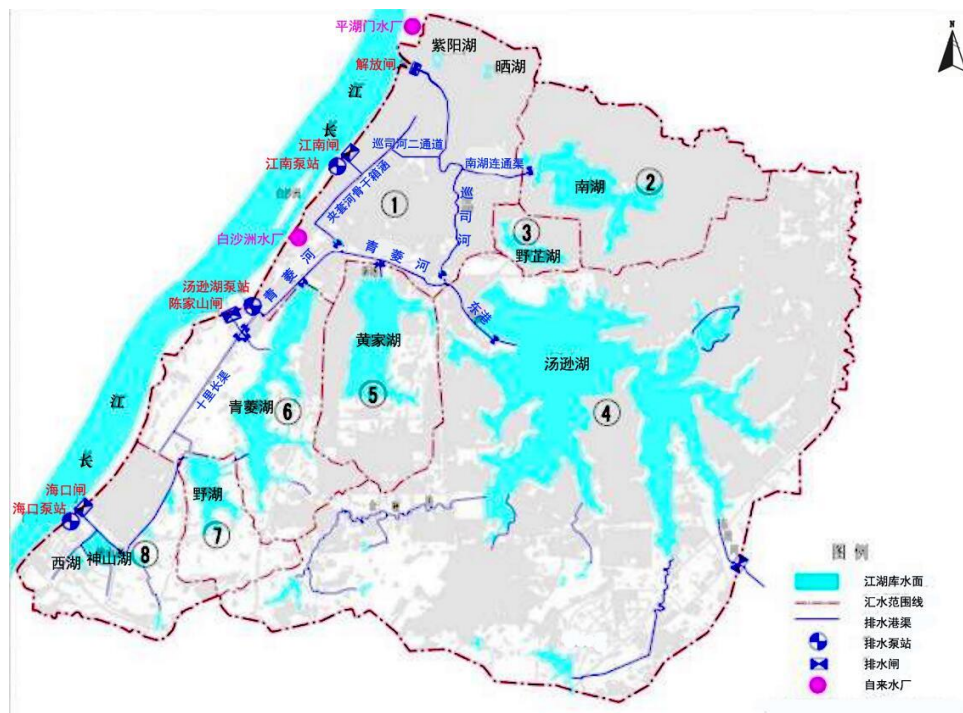 平湖门水厂
紫阳湖
N
解放闸
晒湖
长
江
江南闸
江南泵站
巡司河二通道
南湖连通渠
夹套河骨干箱涵
①
巡司河
南湖
②
③
野芷湖
白沙洲水厂
青菱河
青菱河
汤逊湖泵站
陈家山闸
东港
黄家湖
汤逊湖
十里长渠
青菱湖
⑥
⑤
④
长
江
海口闸
海口泵站
野湖
⑦
西湖
神山湖
⑧
图例
江湖库水面
汇水范围线
排水港渠
排水泵站
排水闸
自来水厂